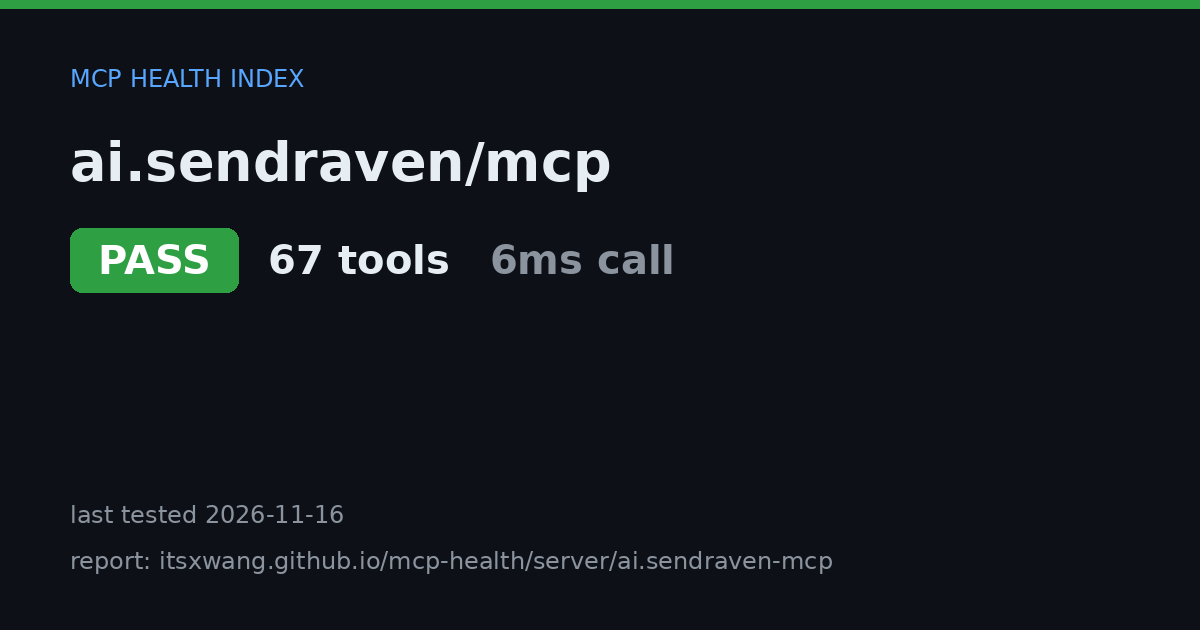 MCP HEALTH INDEX
ai.sendraven/mcp
PASS 67 tools 6ms call
last tested 2026-11-16
report: itsxwang.github.io/mcp-health/server/ai.sendraven-mcp